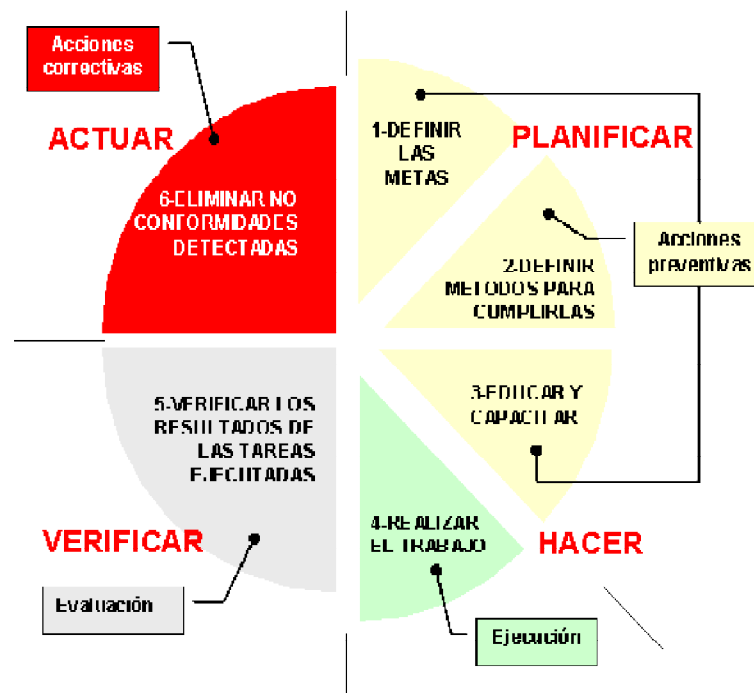 Acciones
correctivas
ACTUAR
6-ELIMINAR NO
CONFORMIDADES
DETECTADAS
1-DEFINIR
LAS
METAS
PLANIFICAR
2-DEFINIR
METODOS PARA
CUMPLIRLAS
Acciones
preventivas
3-EDUCAR Y
CAPACITAR
4-REALIZAR
EL TRABAJO
HACER
Ejecución
5-VERIFICAR LOS
RESULTADOS DE
LAS TAREAS
EJECUTADAS
VERIFICAR
Evaluación